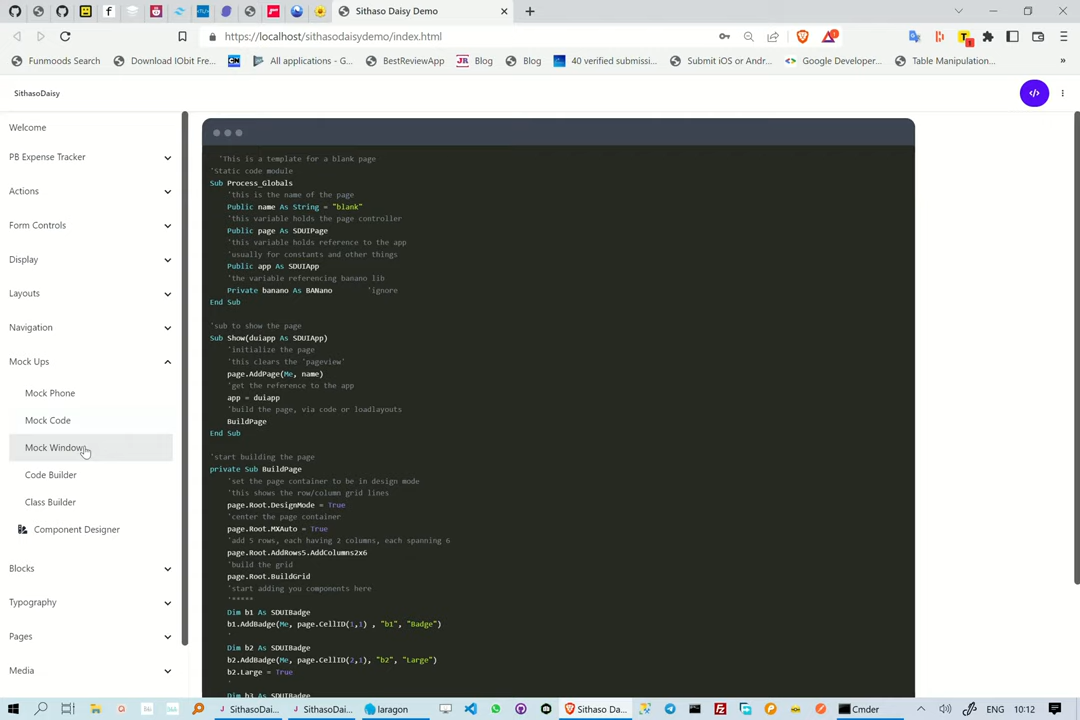 Sithaso Daisy Demo
https://localhost/sithasodaisydemo/index.html
Funmoods Search
Download IObit Fre...
All applications - G...
BestReviewApp
JR Blog
Blog
40 verified submissi...
Submit iOS or Andr...
Google Developer...
Table Manipulation...
SithasoDaisy
Welcome
PB Expense Tracker
Actions
Form Controls
Display
Layouts
Navigation
Mock Ups
Mock Phone
Mock Code
Mock Window
Code Builder
Class Builder
Component Designer
Blocks
Typography
Pages
Media
'This is a template for a blank page
'Static code module
Sub Process_Globals
'this is the name of the page
Public name As String = "blank"
'this variable holds the page controller
Public page As SDUIPage
'this variable holds reference to the app
'usually for constants and other things
Public app As SDUIApp
'the variable referencing banano lib
Private banano As BANano 'ignore
End Sub
'sub to show the page
Sub Show(duiapp As SDUIApp)
'initialize the page
'this clears the 'pageview'
page.AddPage(Me, name)
'get the reference to the app
app = duiapp
'build the page, via code or loadlayouts
BuildPage
End Sub
'start building the page
private Sub BuildPage
'set the page container to be in design mode
'this shows the row/column grid lines
page.Root.DesignMode = True
'center the page container
page.Root.MXAuto = True
'add 5 rows, each having 2 columns, each spanning 6
page.Root.AddRows5.AddColumns2x6
'build the grid
page.Root.BuildGrid
'start adding you components here
'*****
Dim b1 As SDUIBadge
b1.AddBadge(Me, page.CellID(1,1) , "b1", "Badge")
'
Dim b2 As SDUIBadge
b2.AddBadge(Me, page.CellID(2,1), "b2", "Large")
b2.Large = True
'
Dim b3 As SDUIBadge
SithasoDai...
SithasoDai...
laragon
Sithaso Da...
Cmder
ENG
10:12